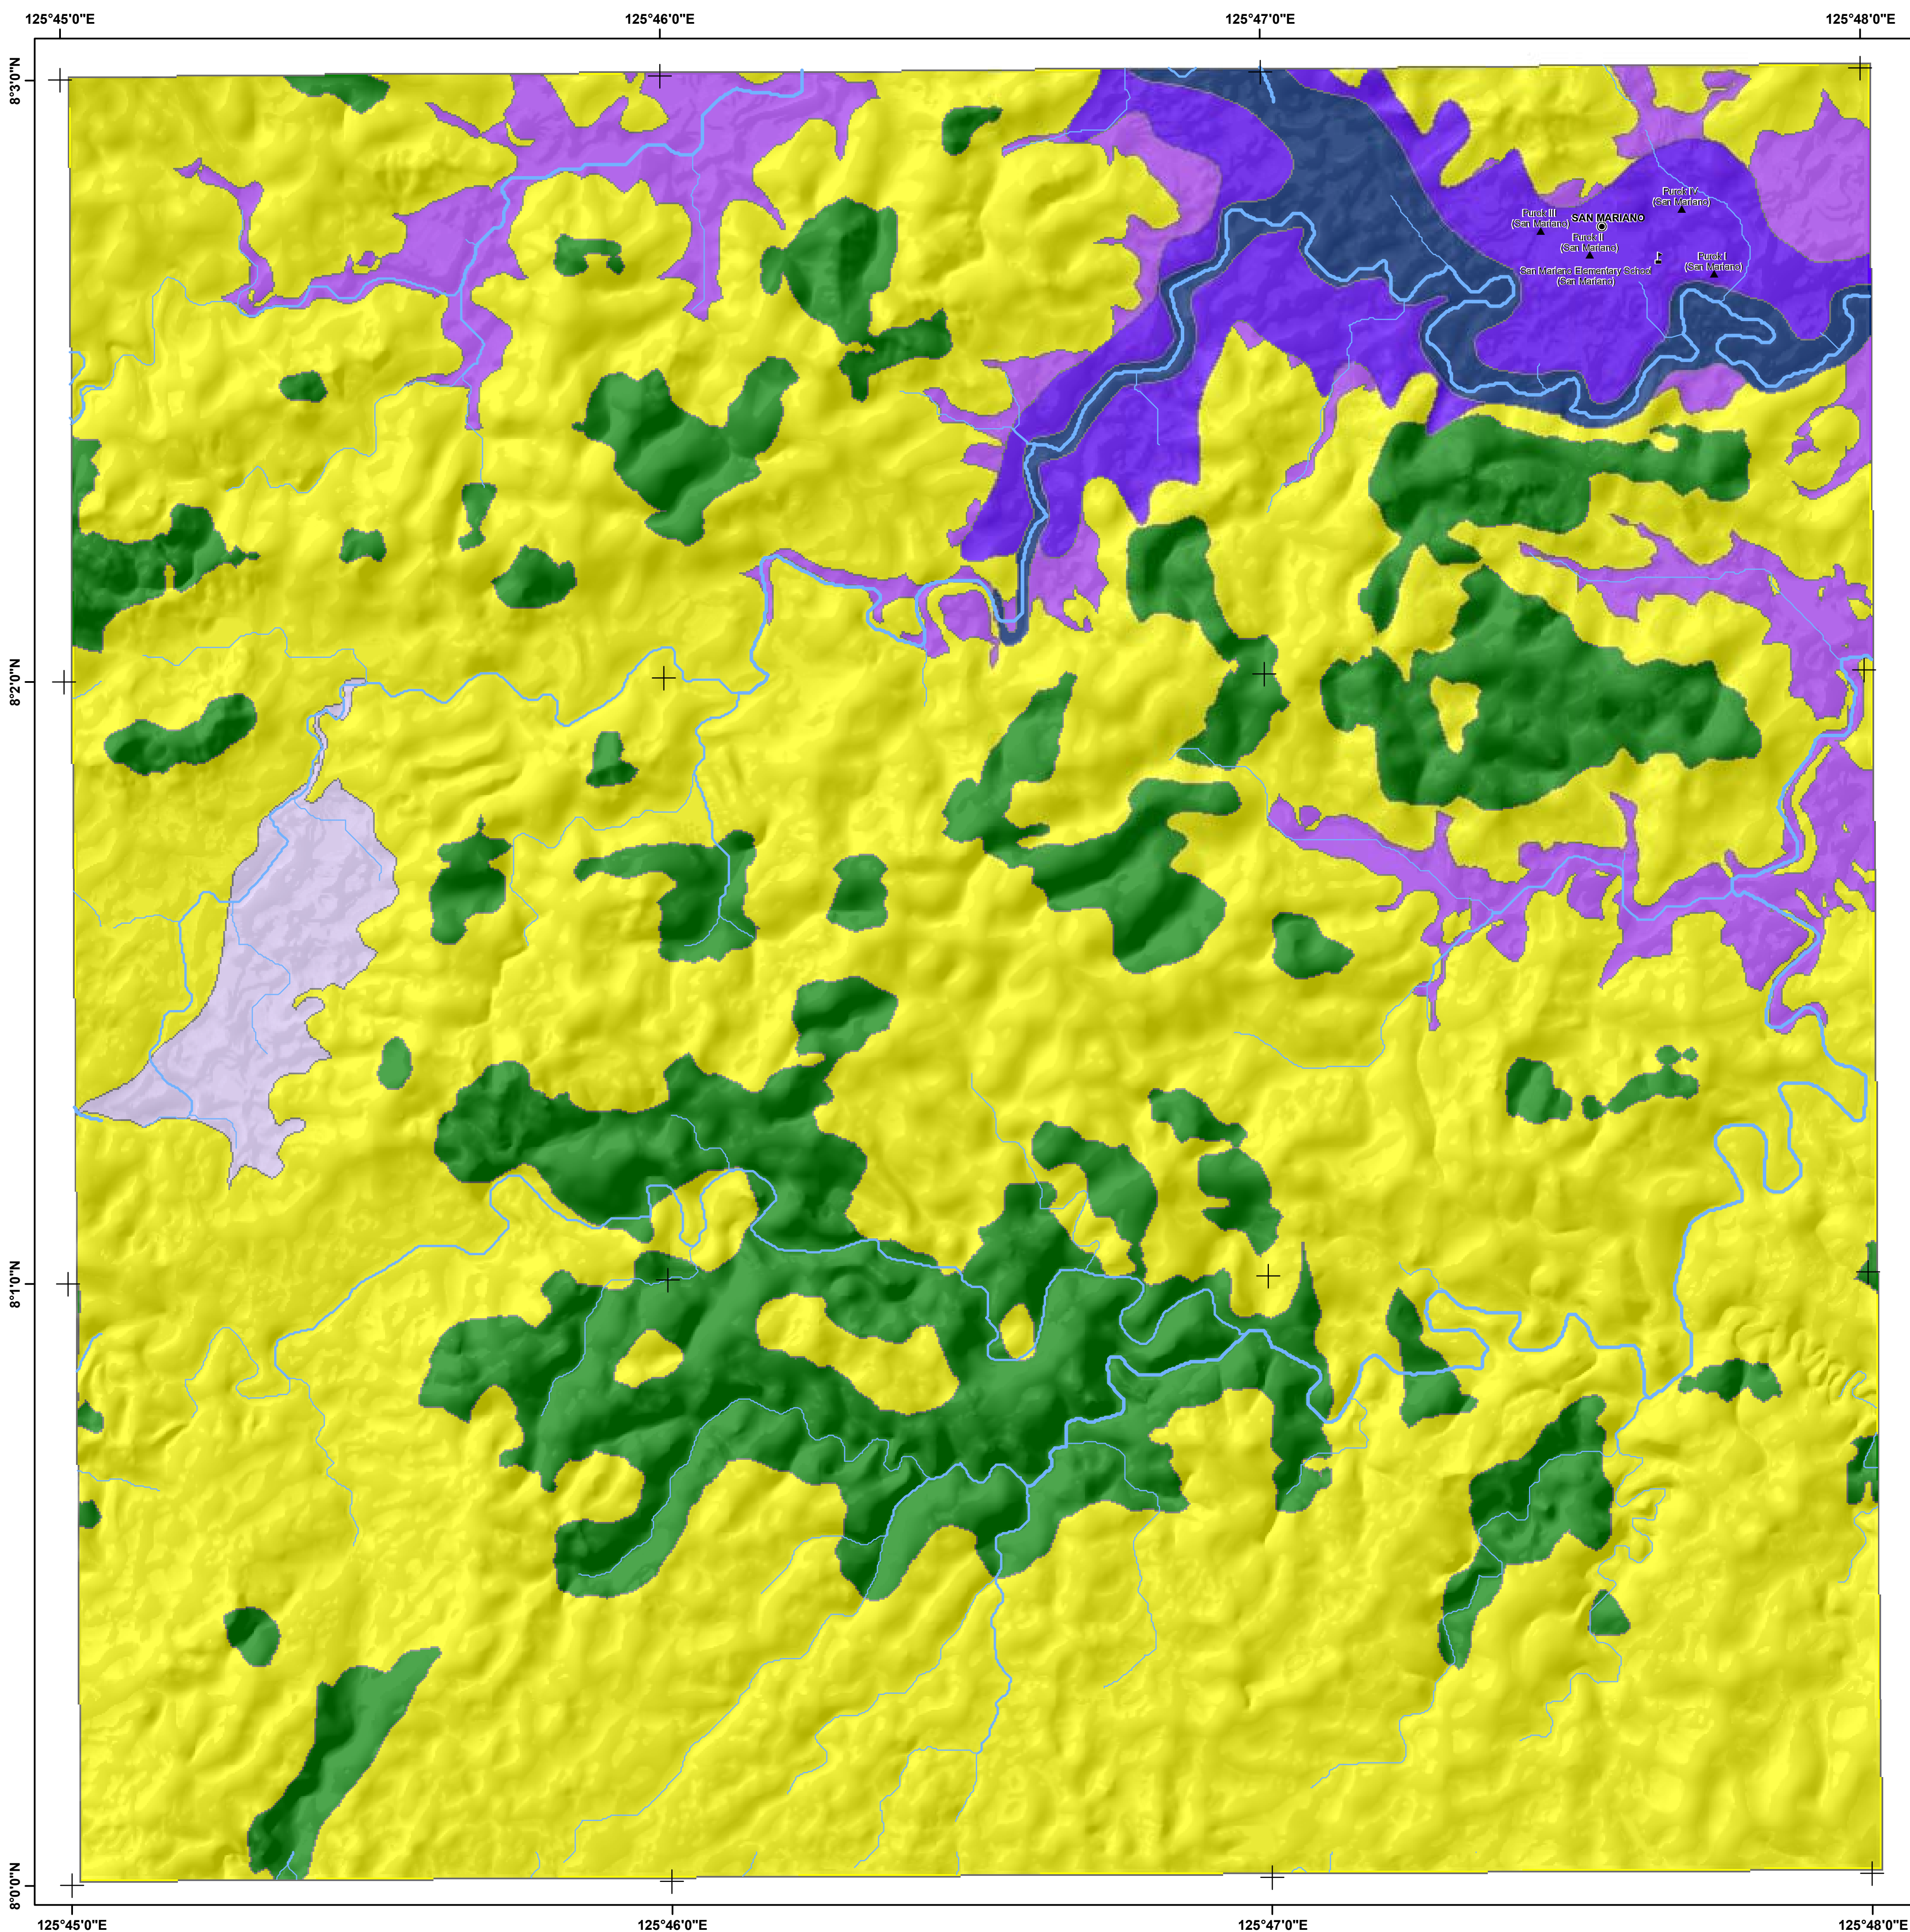 125°45'0"E 125°46'0"E 125°47'0"E 125°48'0"E
8°3'0"N
Purok IV
(San Mariano)
Purok III
(San Mariano)
SAN MARIANO
Purok II
(San Mariano)
Purok I
(San Mariano)
San Mariano Elementary School
(San Mariano)
8°2'0"N
8°1'0"N
8°0'0"N
125°45'0"E 125°46'0"E 125°47'0"E 125°48'0"E